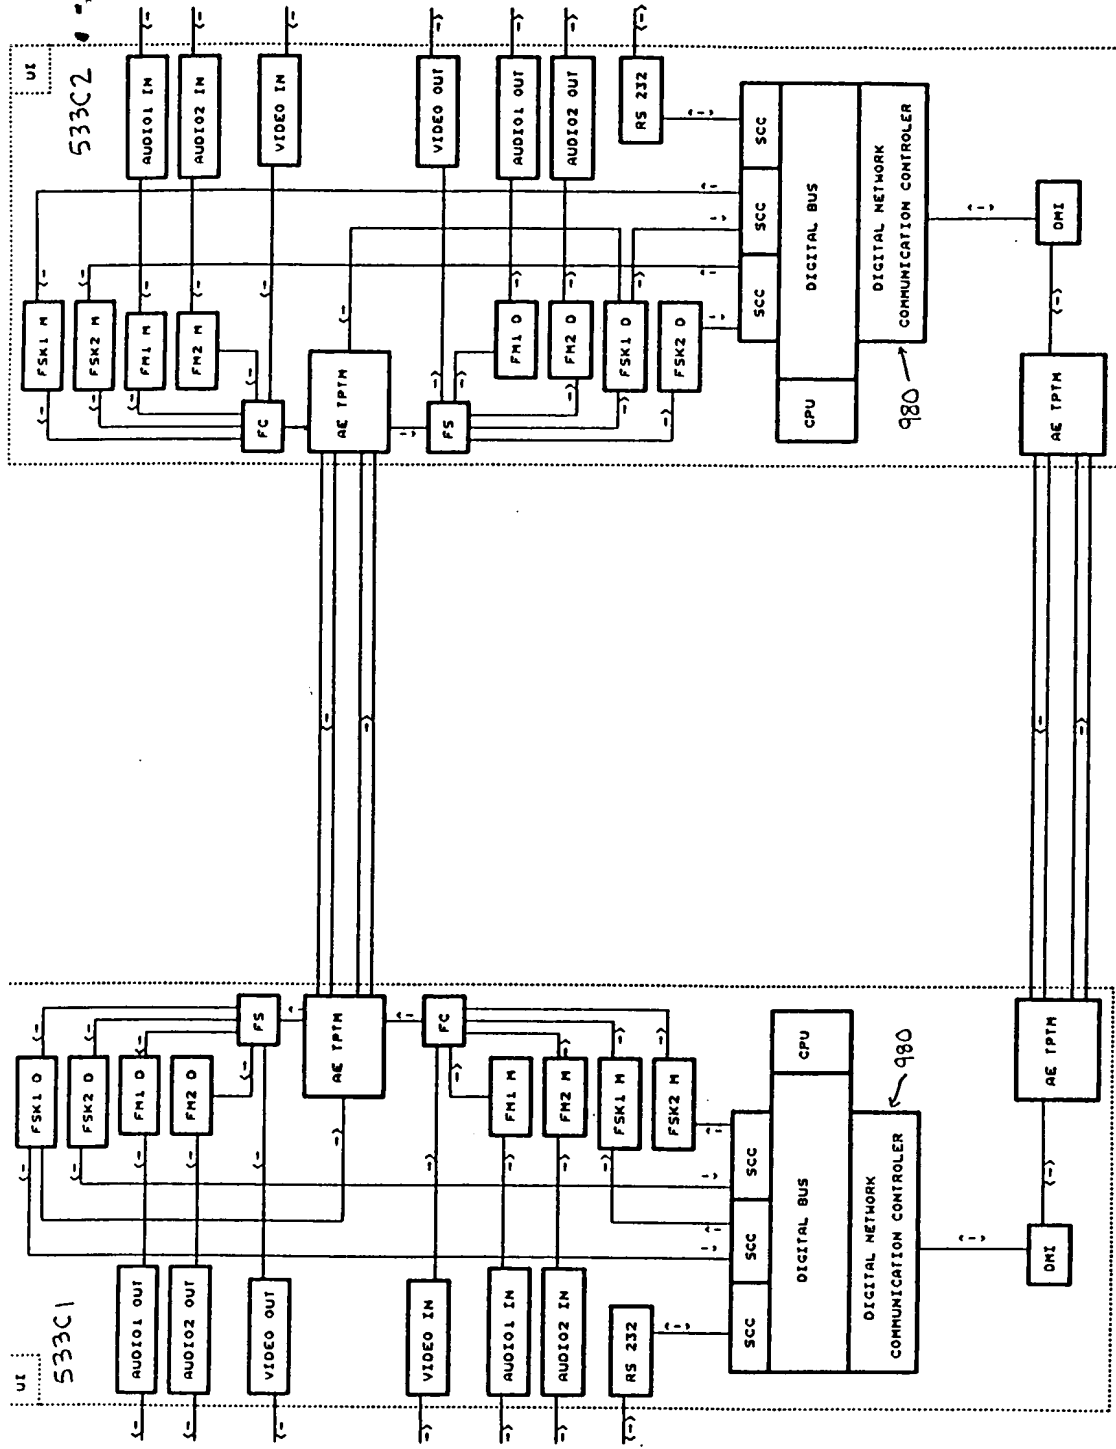 UI
533C1
AUDIO1 OUT
AUDIO2 OUT
VIDEO OUT
VIDEO IN
AUDIO1 IN
AUDIO2 IN
RS 232
FSK1 D
FSK2 D
FM1 D
FM2 D
FS
AE TPTM
FC
FM1 M
FM2 M
FSK1 M
FSK2 M
SCC
SCC
SCC
DIGITAL BUS
CPU
DIGITAL NETWORK
COMMUNICATION CONTROLER
980
DMI
AE TPTM
UI
533C2
AUDIO1 IN
AUDIO2 IN
VIDEO IN
VIDEO OUT
AUDIO1 OUT
AUDIO2 OUT
RS 232
FSK1 M
FSK2 M
FM1 M
FM2 M
FC
AE TPTM
FS
FM1 D
FM2 D
FSK1 D
FSK2 D
SCC
SCC
SCC
DIGITAL BUS
CPU
DIGITAL NETWORK
COMMUNICATION CONTROLER
980
DMI
AE TPTM